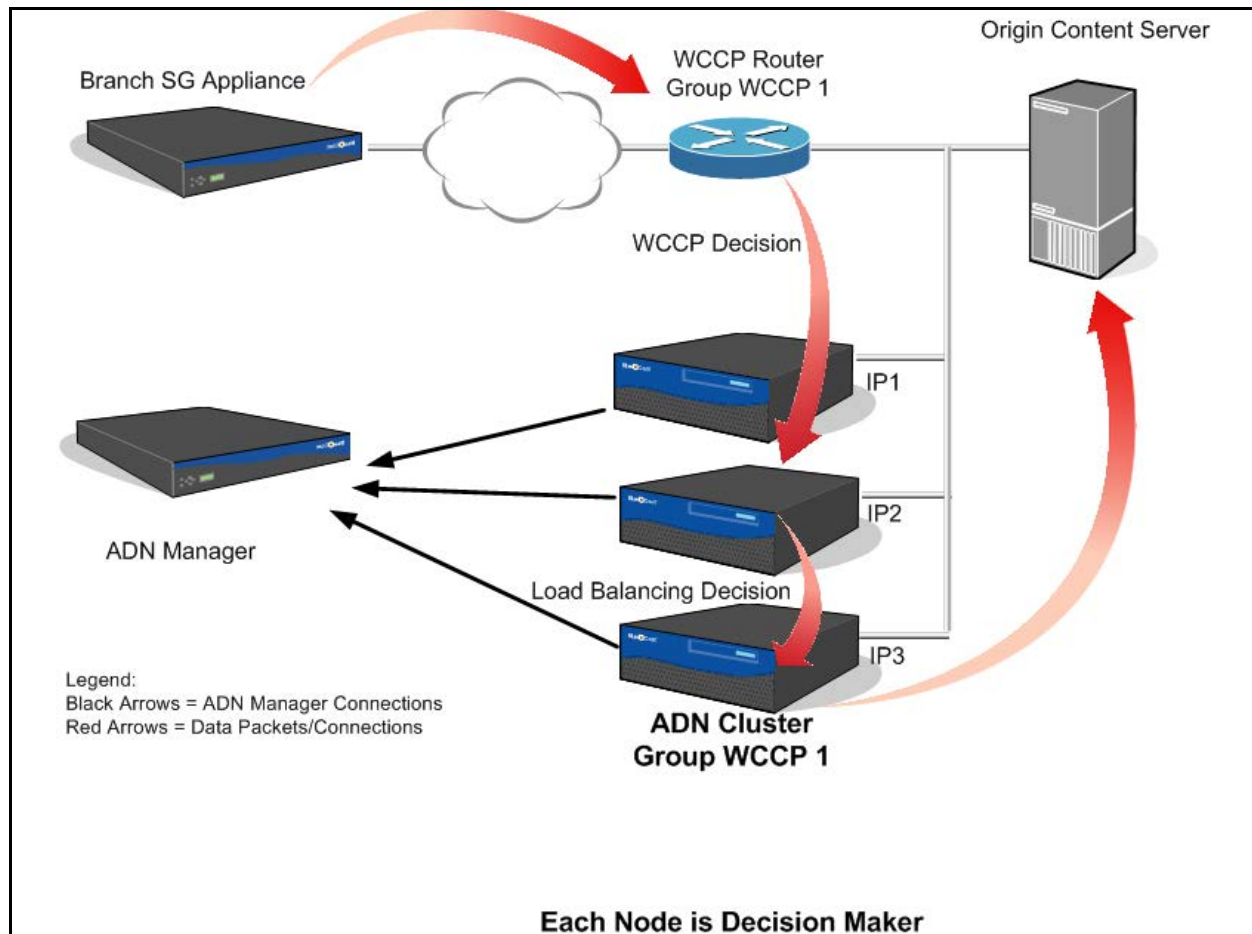 Origin Content Server
WCCP Router
Group WCCP 1
Branch SG Appliance
WCCP Decision
IP1
IP2
ADN Manager
Load Balancing Decision
IP3
Legend:
Black Arrows = ADN Manager Connections
Red Arrows = Data Packets/Connections
ADN Cluster
Group WCCP 1
Each Node is Decision Maker